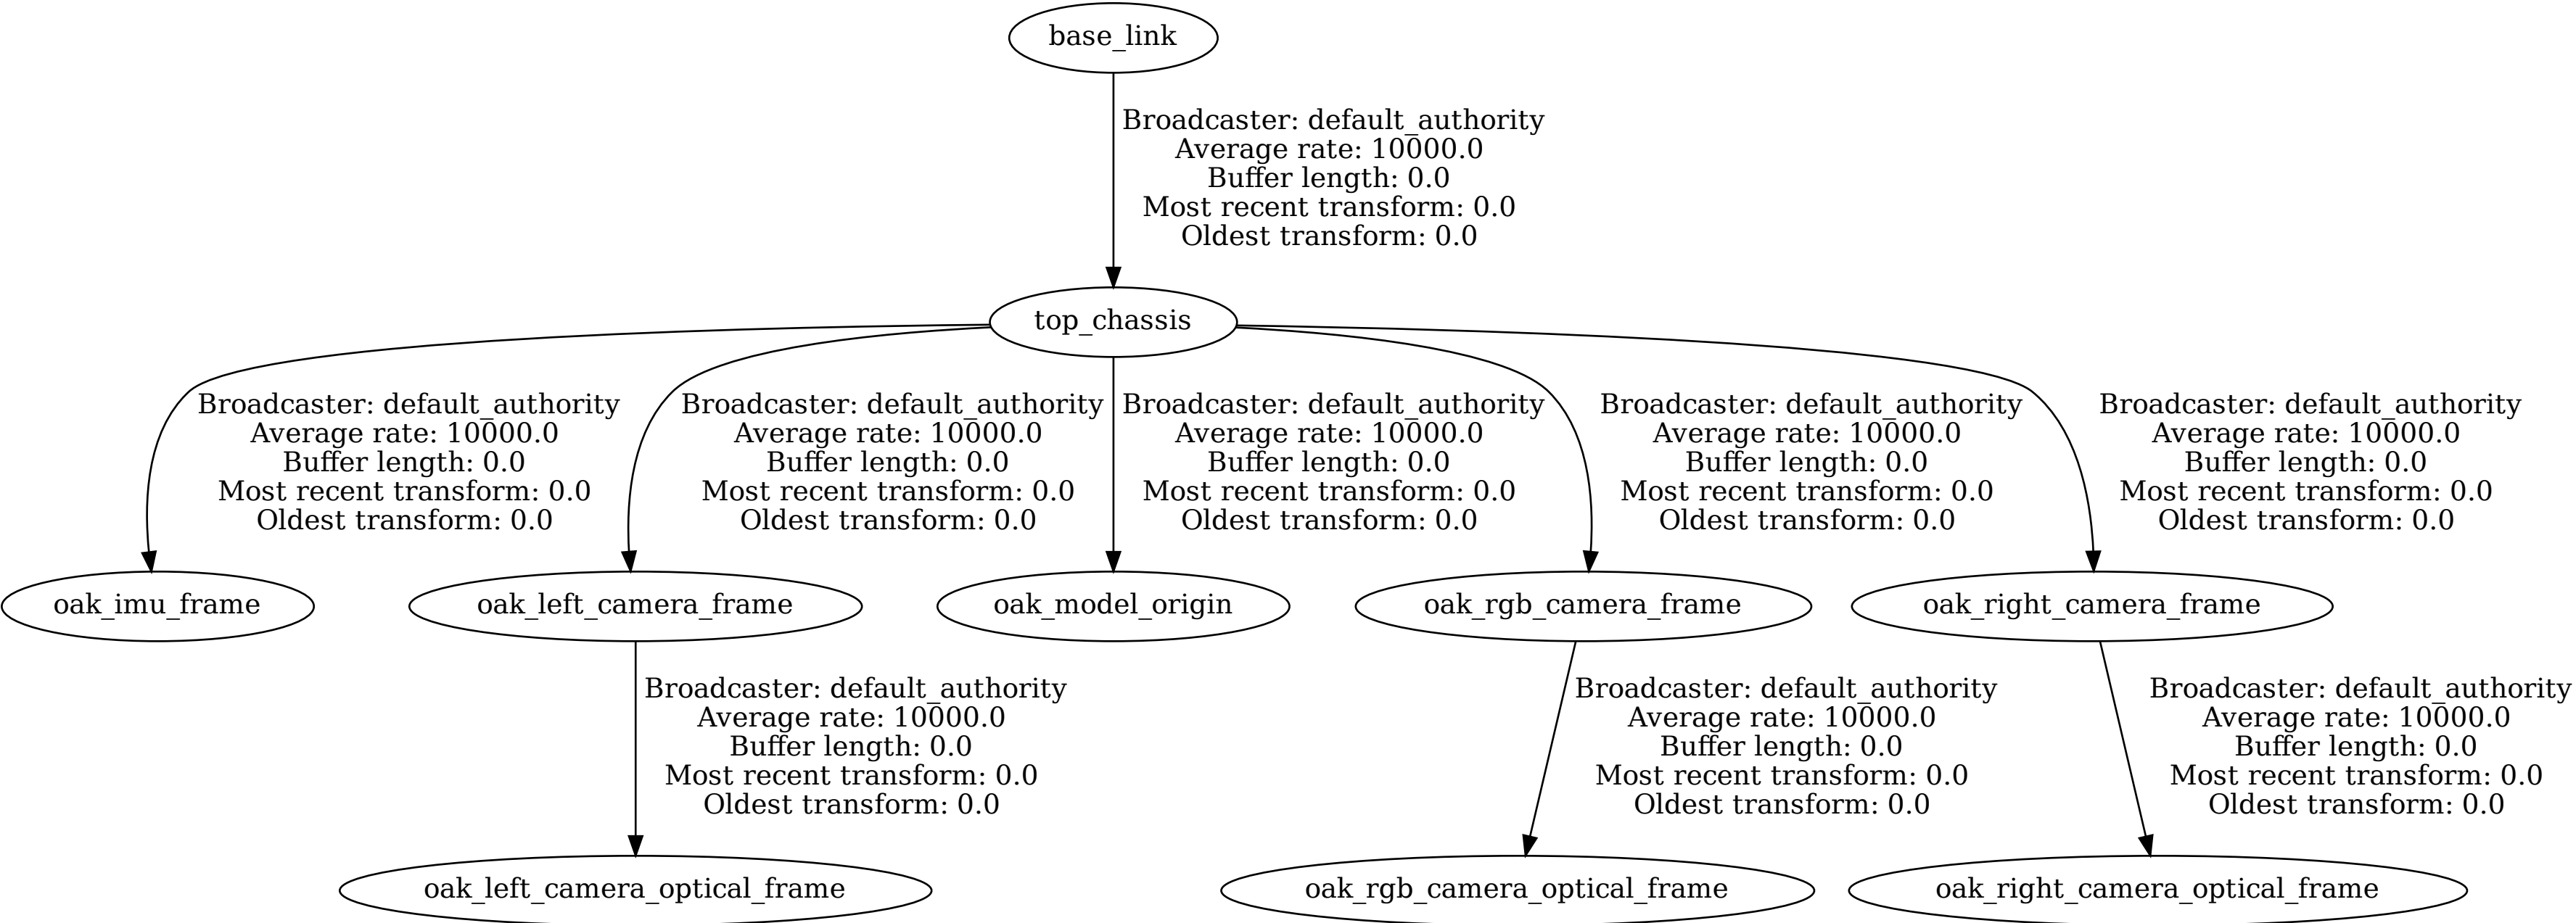 base_link
Broadcaster: default_authority
Average rate: 10000.0
Buffer length: 0.0
Most recent transform: 0.0
Oldest transform: 0.0
top_chassis
Broadcaster: default_authority
Average rate: 10000.0
Buffer length: 0.0
Most recent transform: 0.0
Oldest transform: 0.0
Broadcaster: default_authority
Average rate: 10000.0
Buffer length: 0.0
Most recent transform: 0.0
Oldest transform: 0.0
Broadcaster: default_authority
Average rate: 10000.0
Buffer length: 0.0
Most recent transform: 0.0
Oldest transform: 0.0
Broadcaster: default_authority
Average rate: 10000.0
Buffer length: 0.0
Most recent transform: 0.0
Oldest transform: 0.0
Broadcaster: default_authority
Average rate: 10000.0
Buffer length: 0.0
Most recent transform: 0.0
Oldest transform: 0.0
oak_imu_frame
oak_left_camera_frame
oak_model_origin
oak_rgb_camera_frame
oak_right_camera_frame
Broadcaster: default_authority
Average rate: 10000.0
Buffer length: 0.0
Most recent transform: 0.0
Oldest transform: 0.0
Broadcaster: default_authority
Average rate: 10000.0
Buffer length: 0.0
Most recent transform: 0.0
Oldest transform: 0.0
Broadcaster: default_authority
Average rate: 10000.0
Buffer length: 0.0
Most recent transform: 0.0
Oldest transform: 0.0
oak_left_camera_optical_frame
oak_rgb_camera_optical_frame
oak_right_camera_optical_frame